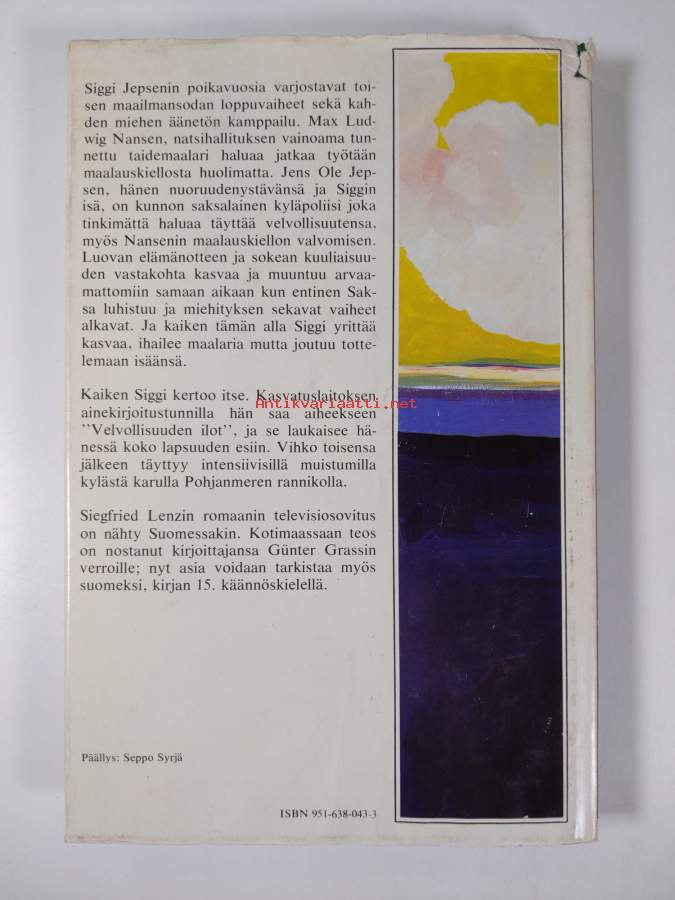 Siggi Jepsenin poikavuosia varjostavat toi-
sen maailmansodan loppuvaiheet sekä kah-
den miehen äänetön kamppailu. Max Lud-
wig Nansen, natsihallituksen vainoama tun-
nettu taidemaalari haluaa jatkaa työtään
maalauskiellosta huolimatta. Jens Ole Jep-
sen, hänen nuoruudenystävänsä ja Siggin
isä, on kunnon saksalainen kyläpoliisi joka
tinkimättä haluaa täyttää velvollisuutensa,
myös Nansenin maalauskiellon valvomisen.
Luovan elämänotteen ja sokean kuuliaisuu-
den vastakohta kasvaa ja muuntuu arvaa-
mattomiin samaan aikaan kun entinen Sak-
sa luhistuu ja miehityksen sekavat vaiheet
alkavat. Ja kaiken tämän alla Siggi yrittää
kasvaa, ihailee maalaria mutta joutuu totte-
lemaan isäänsä.
Kaiken Siggi kertoo itse. Kasvatuslaitoksen
ainekirjoitustunnilla hän saa aiheekseen
"Velvollisuuden ilot", ja se laukaisee hä-
nessä koko lapsuuden esiin. Vihko toisensa
jälkeen täyttyy intensiivisillä muistumilla
kylästä karulla Pohjanmeren rannikolla.
Siegfried Lenzin romaanin televisiosovitus
on nähty Suomessakin. Kotimaassaan teos
on nostanut kirjoittajansa Günter Grassin
verroille; nyt asia voidaan tarkistaa myös
suomeksi, kirjan 15. käännöskielellä.
Päällys: Seppo Syrjä
ISBN 951-638-043-3
Antikvariaatti.net